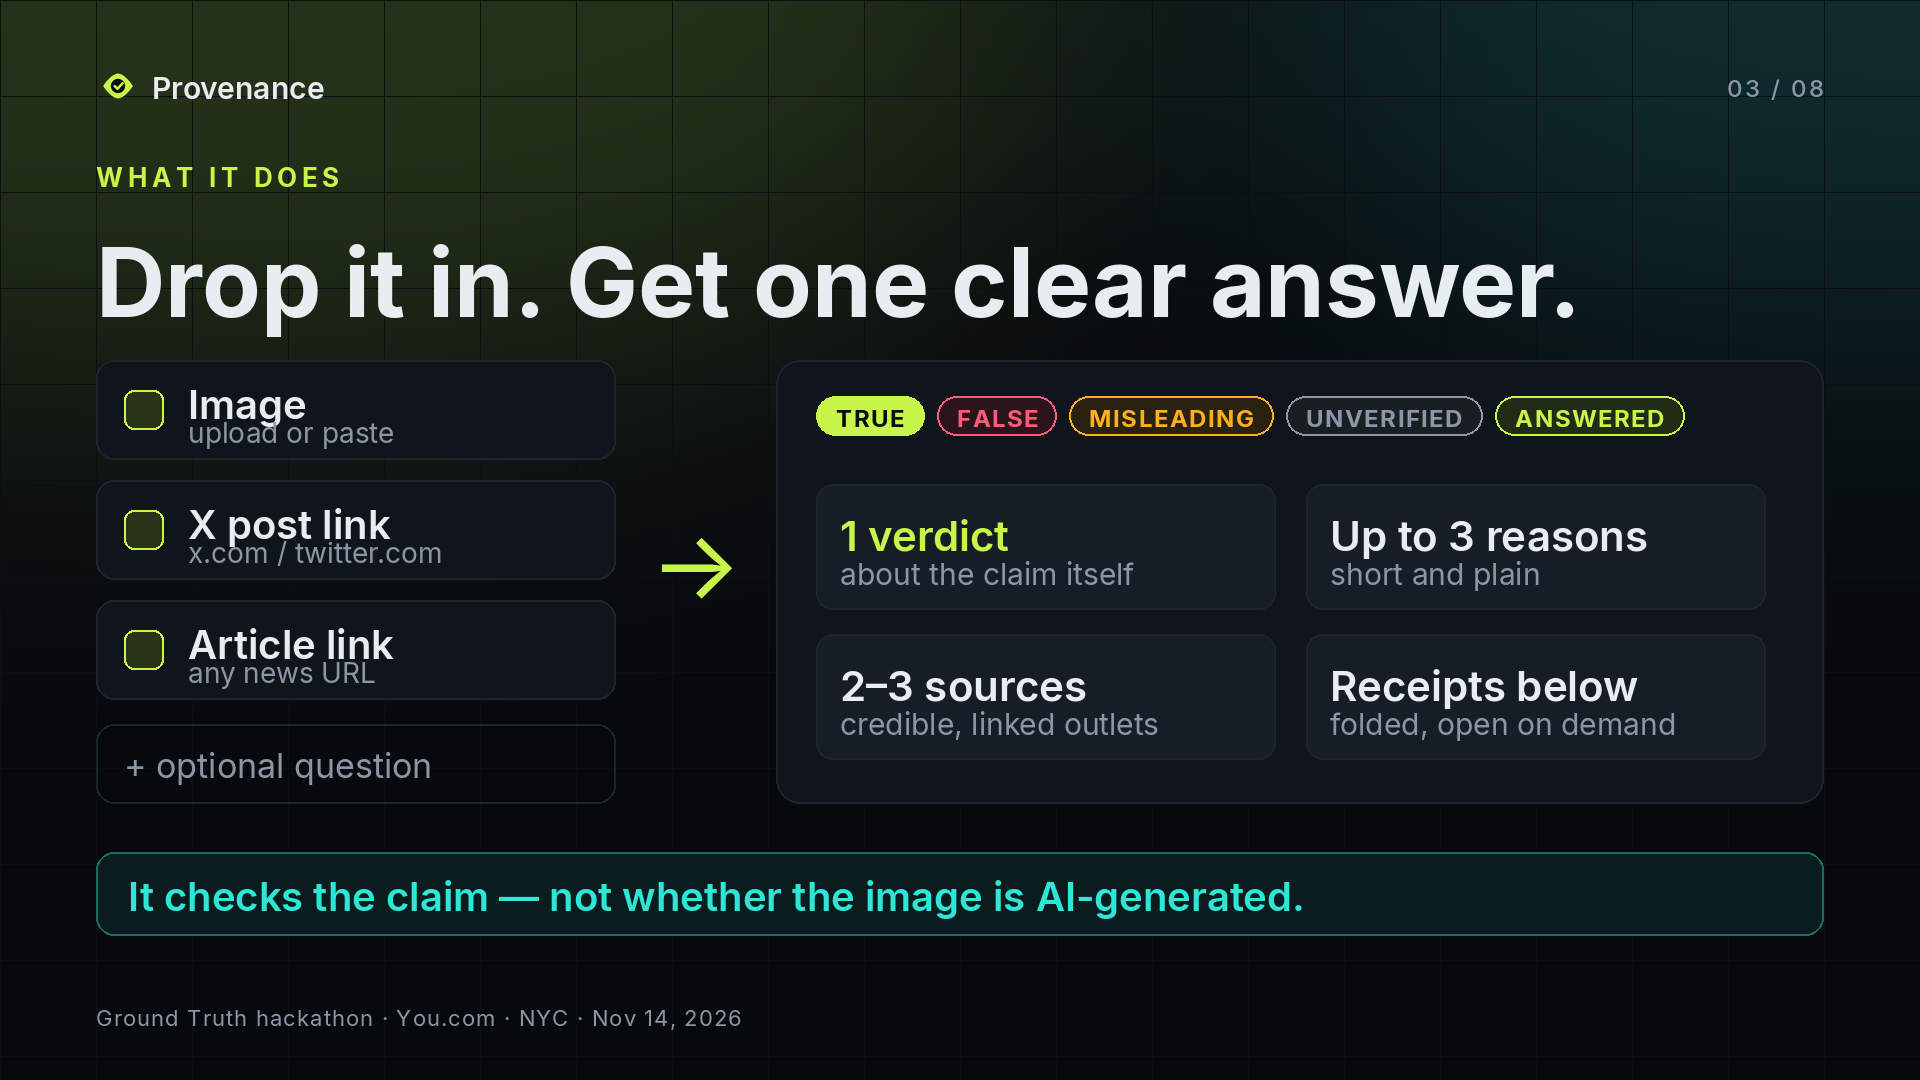 Provenance
03 / 08
WHAT IT DOES
Drop it in. Get one clear answer.
Image
upload or paste
X post link
x.com / twitter.com
Article link
any news URL
+ optional question
→
TRUE FALSE MISLEADING UNVERIFIED ANSWERED
1 verdict
about the claim itself
Up to 3 reasons
short and plain
2–3 sources
credible, linked outlets
Receipts below
folded, open on demand
It checks the claim — not whether the image is AI-generated.
Ground Truth hackathon · You.com · NYC · Nov 14, 2026